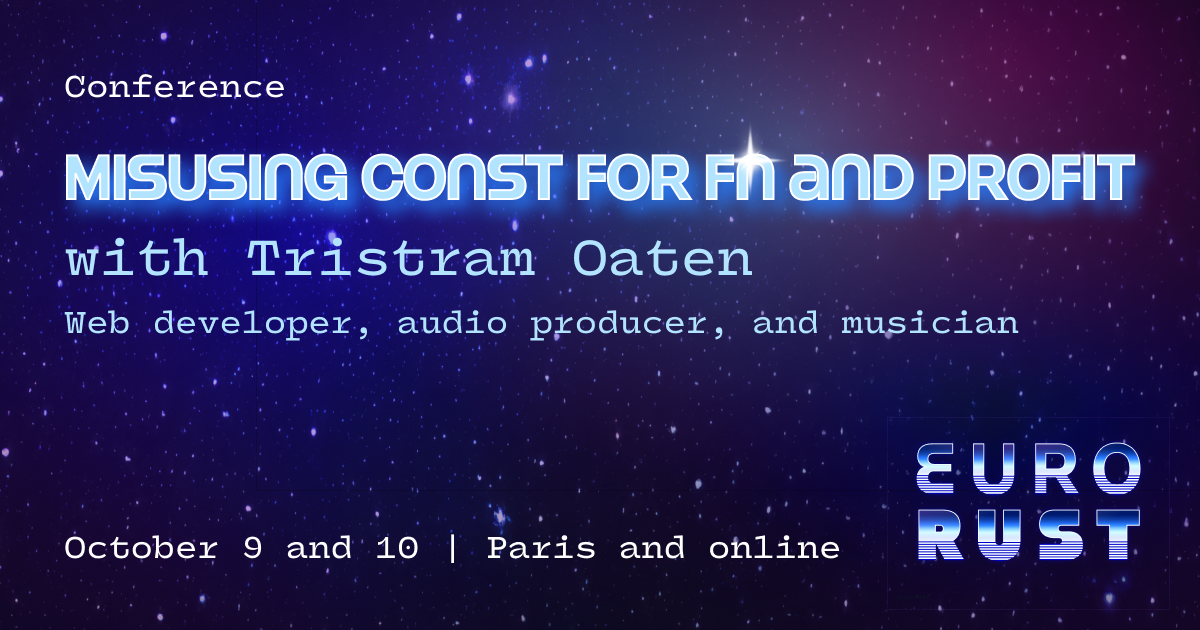 Conference
MISUSING CONST FOR Fn AND PROFIT
with Tristram Oaten
Web developer, audio producer, and musician
October 9 and 10 | Paris and online
EURO
RUST